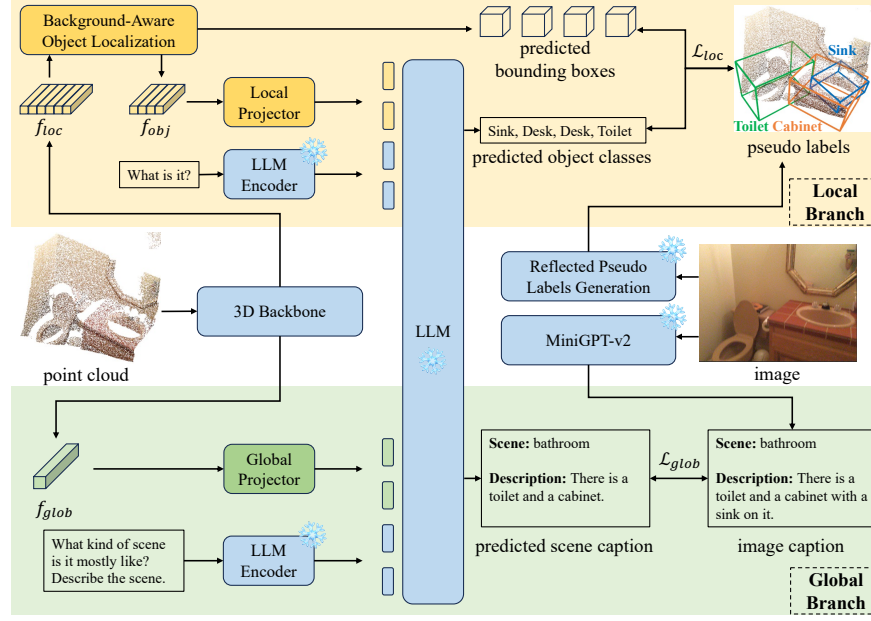 Background-Aware
Object Localization
predicted
bounding boxes
ℒ_loc
Sink
Toilet Cabinet
pseudo labels
f_loc
f_obj
Local
Projector
Sink, Desk, Desk, Toilet
predicted object classes
What is it?
LLM
Encoder
Local
Branch
3D Backbone
point cloud
LLM
Reflected Pseudo
Labels Generation
MiniGPT-v2
image
f_glob
Global
Projector
What kind of scene
is it mostly like?
Describe the scene.
LLM
Encoder
Scene: bathroom
Description: There is a
toilet and a cabinet.
predicted scene caption
ℒ_glob
Scene: bathroom
Description: There is a
toilet and a cabinet with a
sink on it.
image caption
Global
Branch